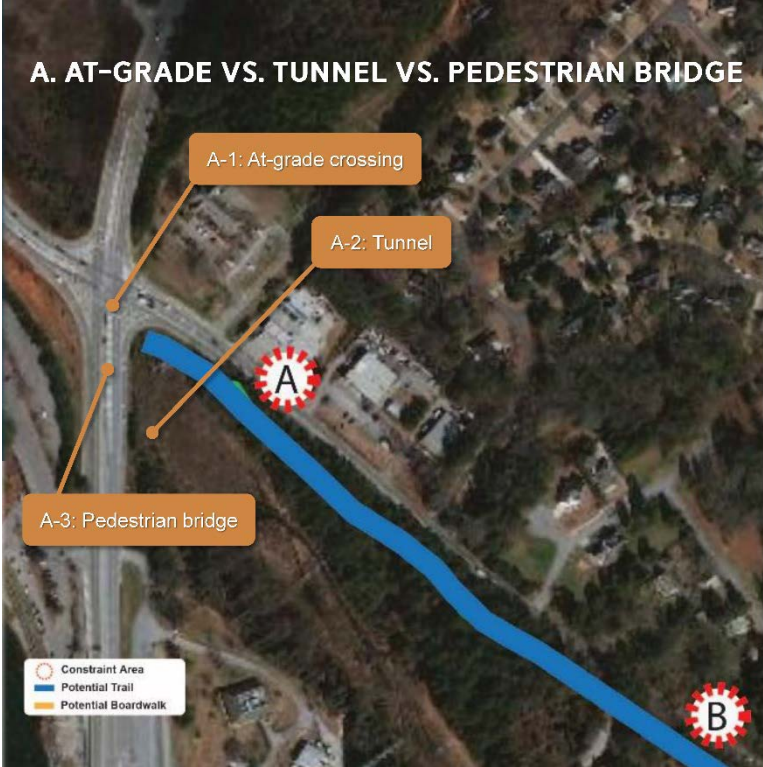 A. AT-GRADE VS. TUNNEL VS. PEDESTRIAN BRIDGE
A-1: At-grade crossing
A-2: Tunnel
A
A-3: Pedestrian bridge
Constraint Area
Potential Trail
Potential Boardwalk
B